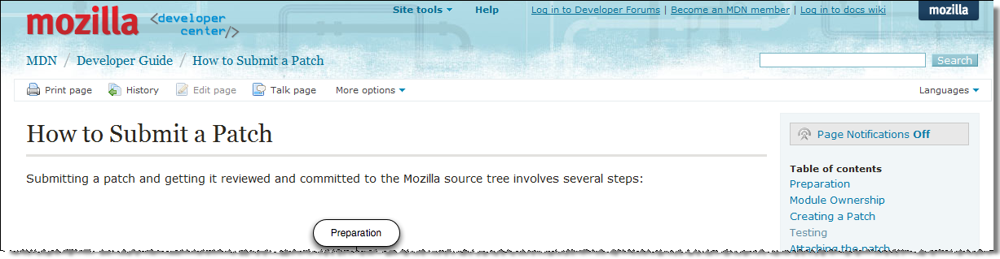 mozilla <developer center/>
Site tools
Help
Log in to Developer Forums | Become an MDN member | Log in to docs wiki
mozilla
MDN / Developer Guide / How to Submit a Patch
Search
Print page
History
Edit page
Talk page
More options
Languages
How to Submit a Patch
Submitting a patch and getting it reviewed and committed to the Mozilla source tree involves several steps:
Preparation
Page Notifications Off
Table of contents
Preparation
Module Ownership
Creating a Patch
Testing
Attaching the patch